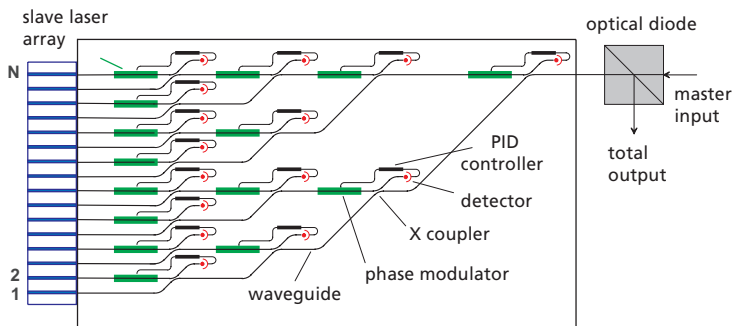 slave laser
array
optical diode
N
master
input
total
output
PID
controller
detector
X coupler
phase modulator
waveguide
2
1